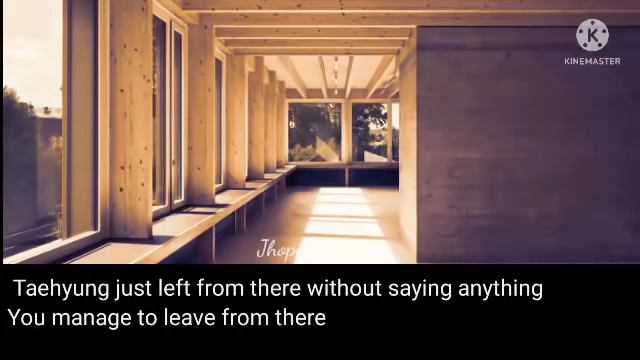 KINEMASTER
Taehyung just left from there without saying anything
You manage to leave from there